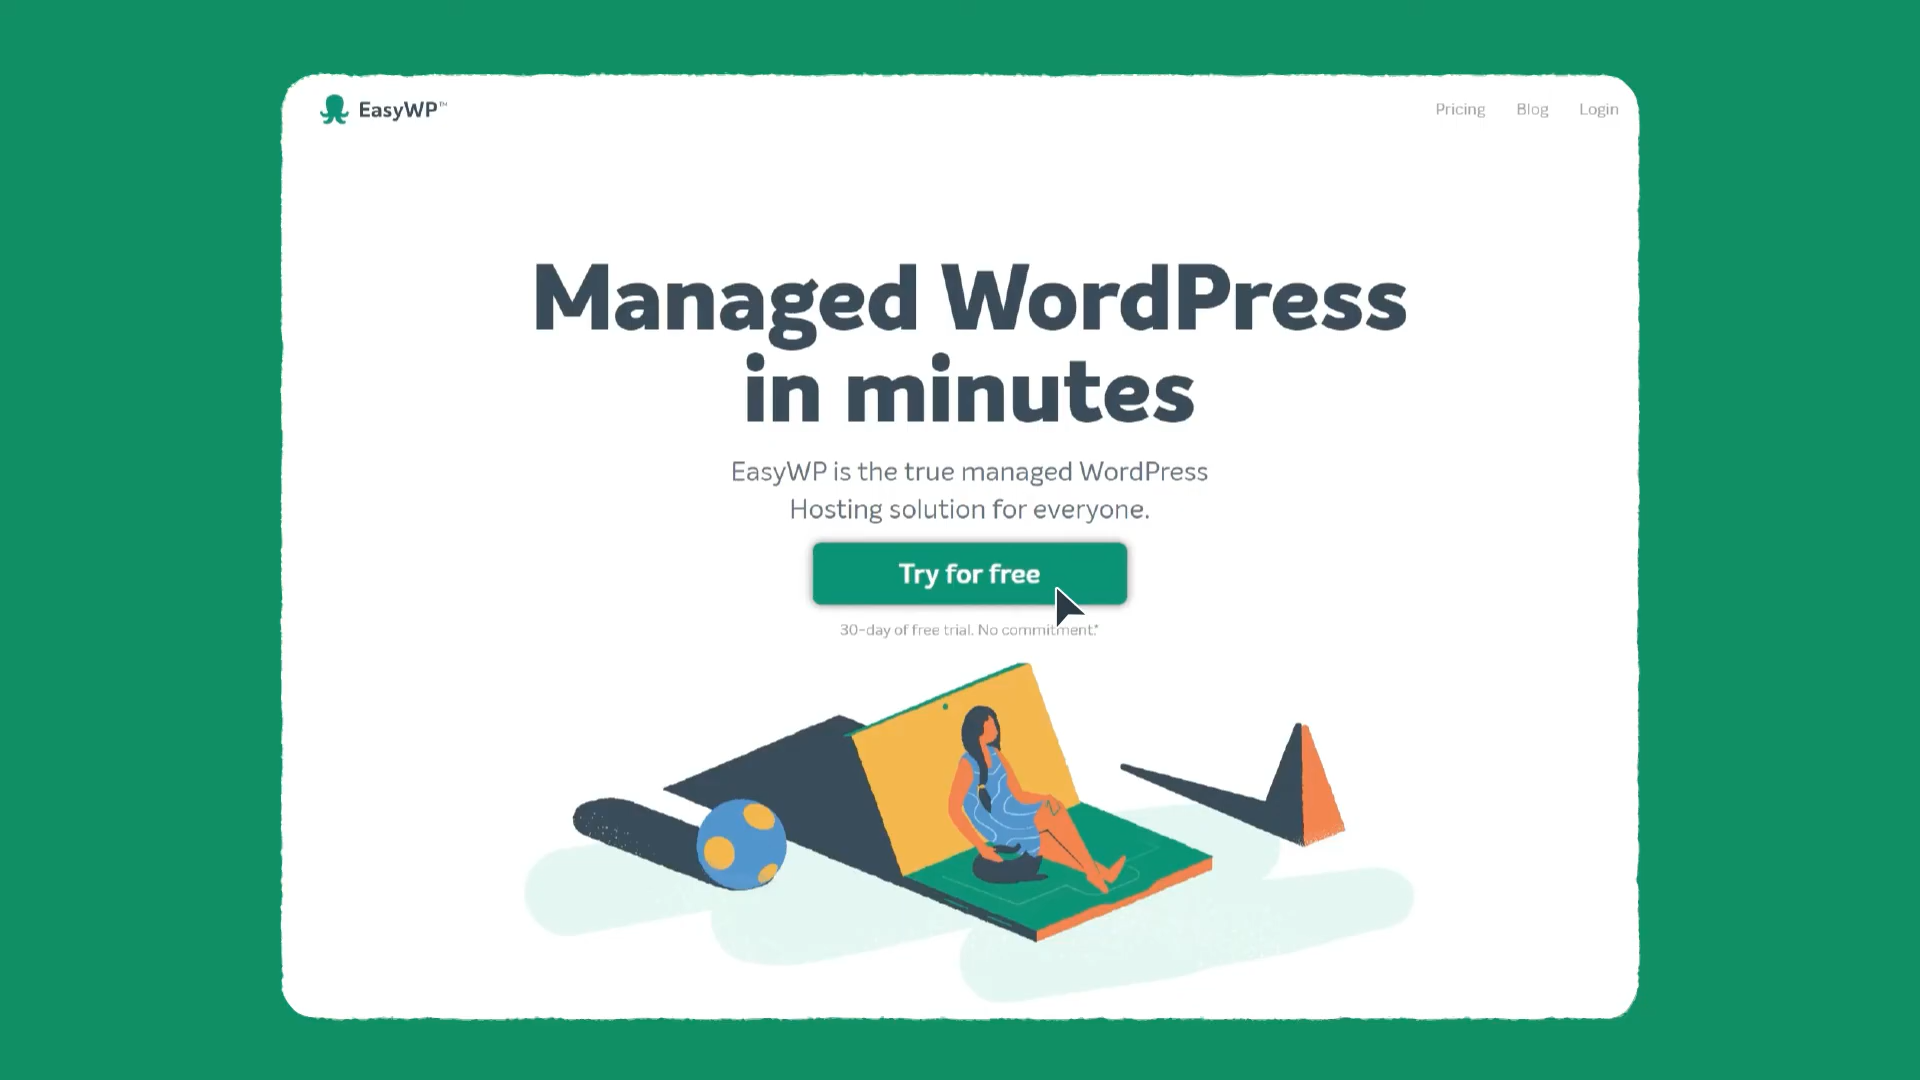 EasyWP™
Pricing
Blog
Login
Managed WordPress
in minutes
EasyWP is the true managed WordPress
Hosting solution for everyone.
Try for free
30-day of free trial. No commitment.*